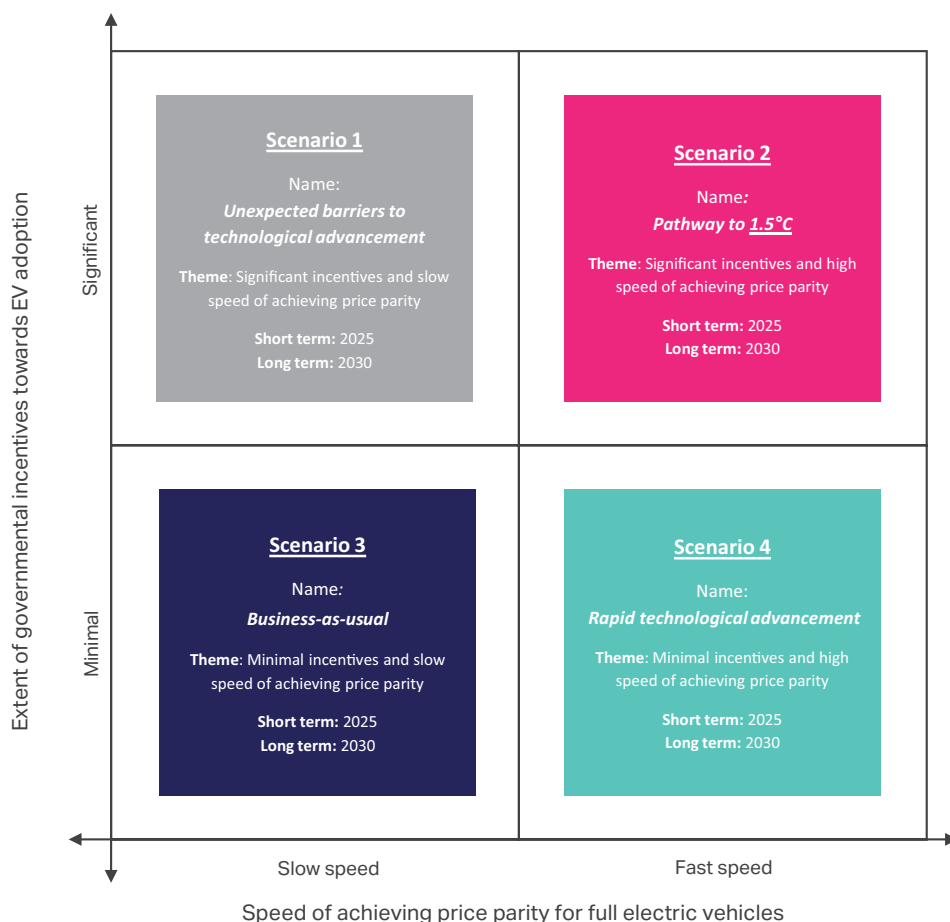 Extent of governmental incentives towards EV adoption
Significant
Minimal
Scenario 1
Name:
Unexpected barriers to
technological advancement
Theme: Significant incentives and slow
speed of achieving price parity
Short term: 2025
Long term: 2030
Scenario 2
Name:
Pathway to 1.5°C
Theme: Significant incentives and high
speed of achieving price parity
Short term: 2025
Long term: 2030
Scenario 3
Name:
Business-as-usual
Theme: Minimal incentives and slow
speed of achieving price parity
Short term: 2025
Long term: 2030
Scenario 4
Name:
Rapid technological advancement
Theme: Minimal incentives and high
speed of achieving price parity
Short term: 2025
Long term: 2030
Slow speed
Fast speed
Speed of achieving price parity for full electric vehicles